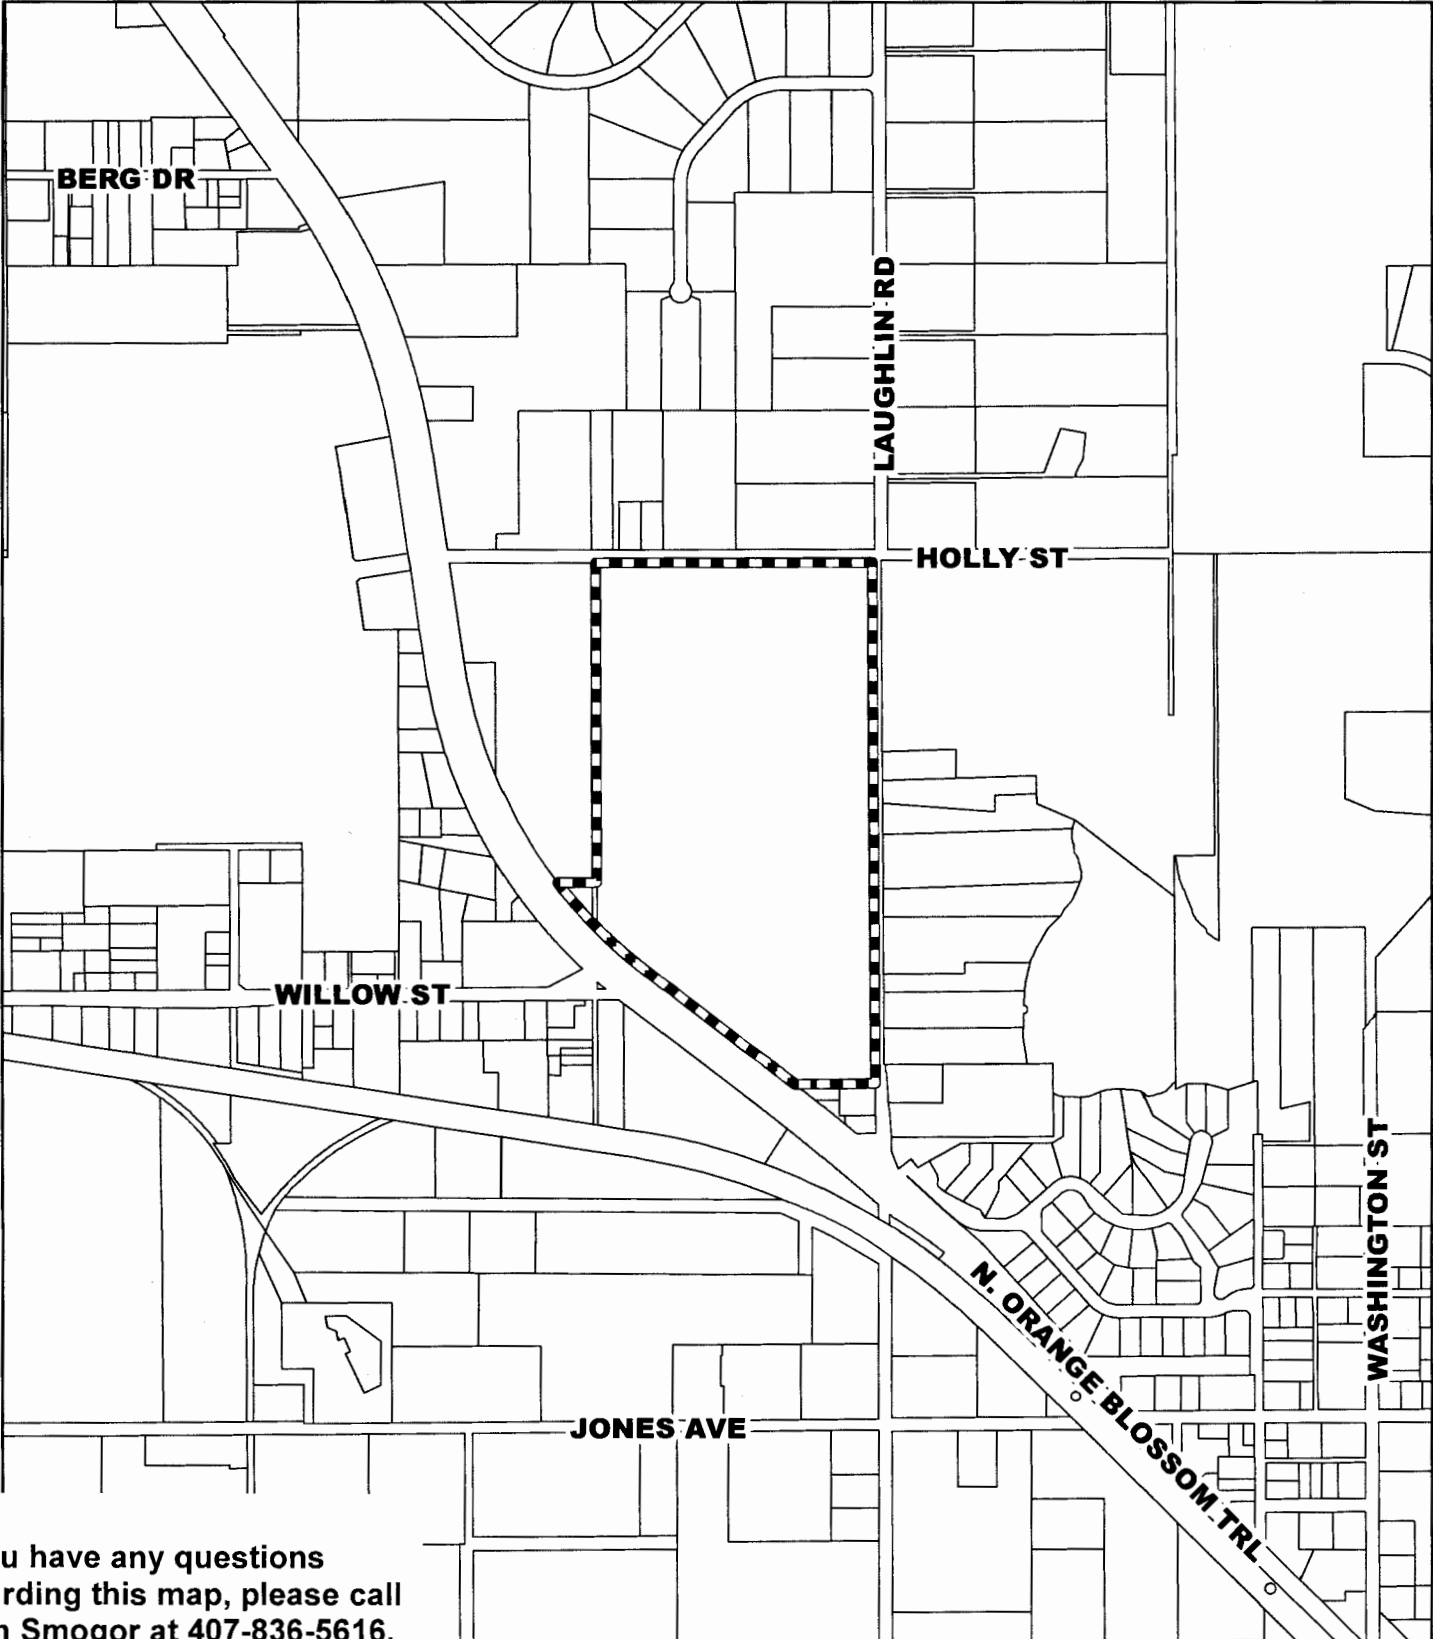 BERG DR
LAUGHLIN RD
HOLLY ST
WILLOW ST
WASHINGTON ST
N. ORANGE BLOSSOM TRL
JONES AVE
have any questions
this map, please call
Smogor at 407-836-5616.